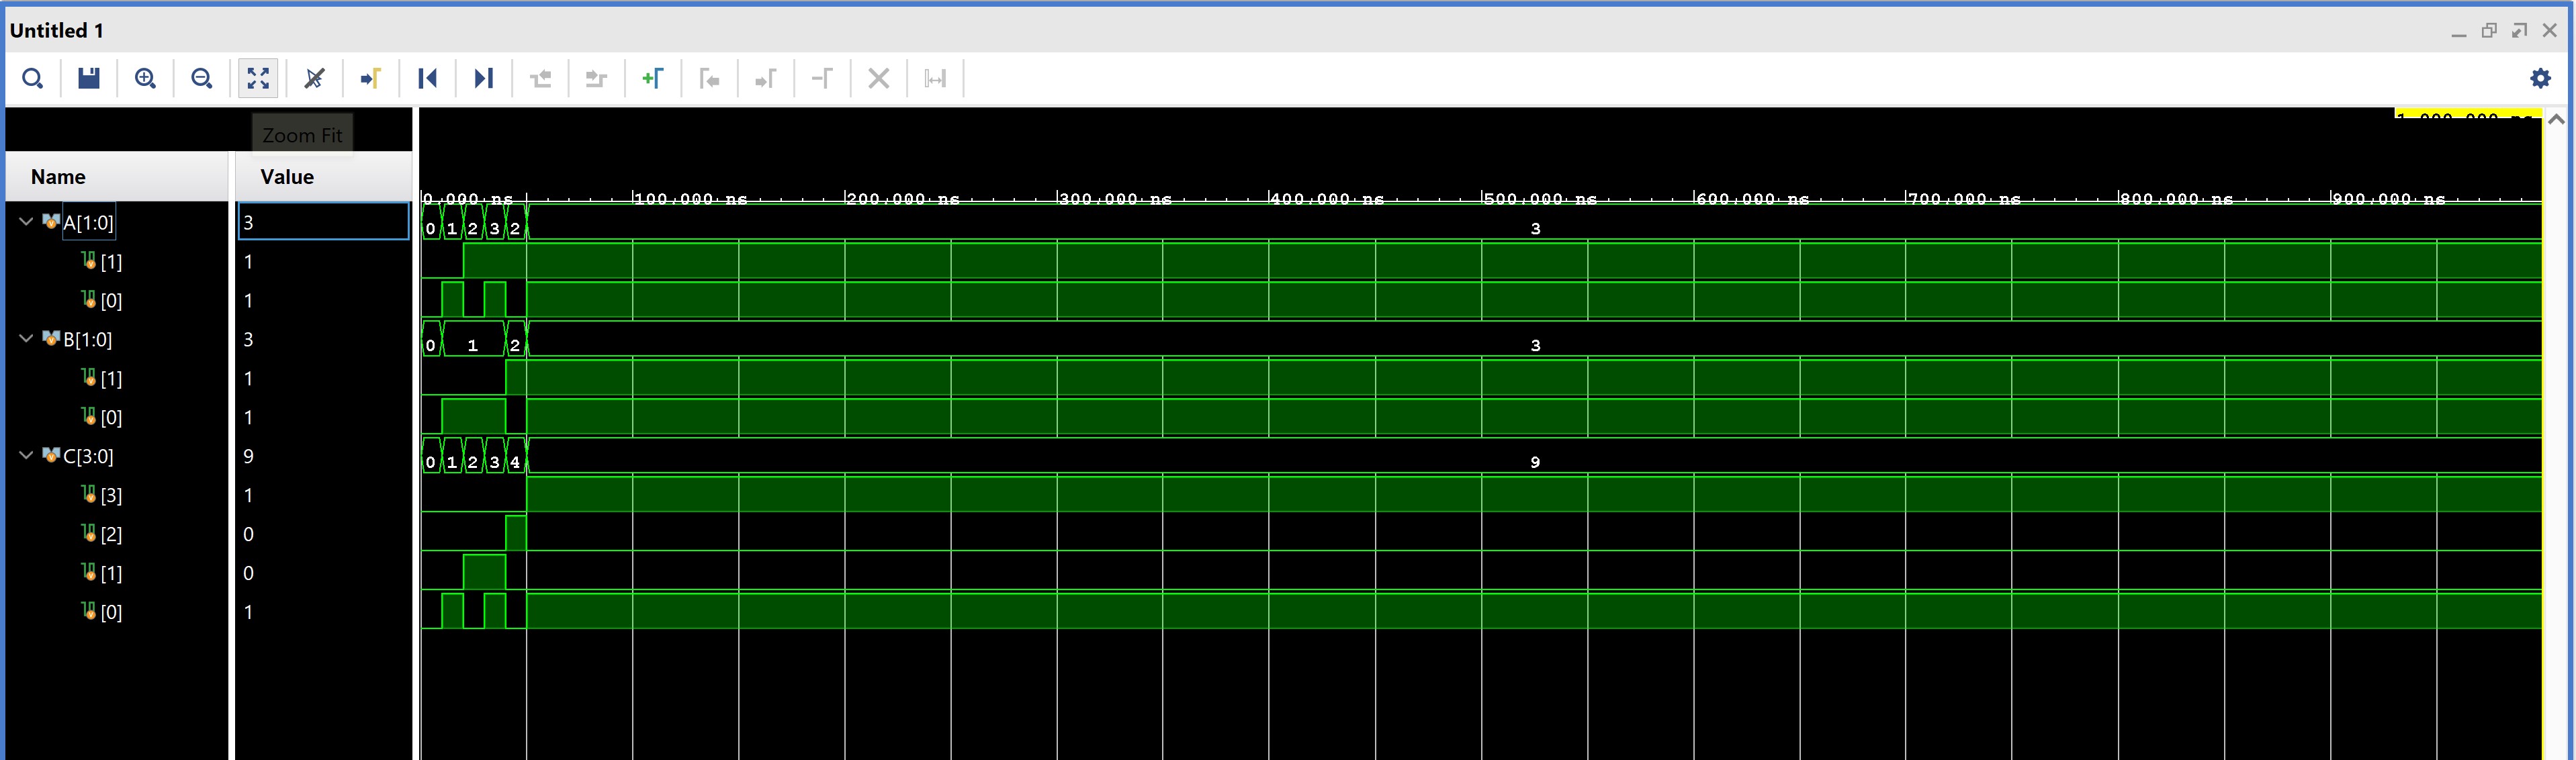 Untitled 1
Zoom Fit
Name Value
1,000.000 ns
0.000 ns 100.000 ns 200.000 ns 300.000 ns 400.000 ns 500.000 ns 600.000 ns 700.000 ns 800.000 ns 900.000 ns
A[1:0] 3 0 1 2 3 2 3
[1] 1
[0] 1
B[1:0] 3 0 1 2 3
[1] 1
[0] 1
C[3:0] 9 0 1 2 3 4 9
[3] 1
[2] 0
[1] 0
[0] 1